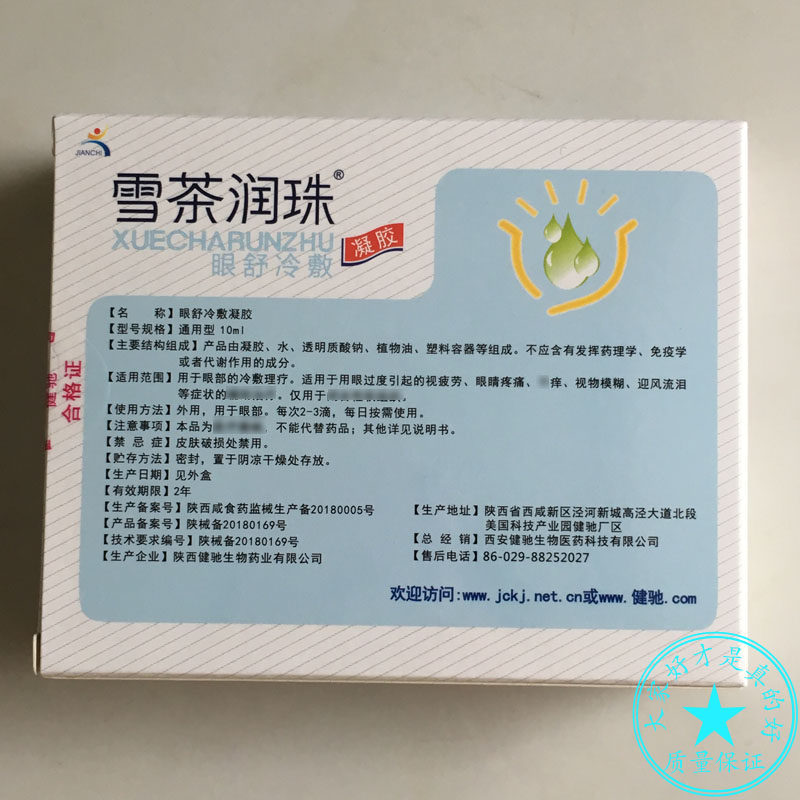 JIANCHI
雪茶润珠®
XUECHARUNZHU
眼舒冷敷
凝胶
【名　　称】眼舒冷敷凝胶
【型号规格】通用型 10ml
【主要结构组成】产品由凝胶、水、透明质酸钠、植物油、塑料容器等组成。不应含有发挥药理学、免疫学
或者代谢作用的成分。
【适用范围】用于眼部的冷敷理疗。适用于用眼过度引起的视疲劳、眼睛疼痛、痒、视物模糊、迎风流泪
等症状的 。仅用于
【使用方法】外用，用于眼部。每次2-3滴，每日按需使用。
【注意事项】本品为 ，不能代替药品；其他详见说明书。
【禁 忌 症】皮肤破损处禁用。
【贮存方法】密封，置于阴凉干燥处存放。
【生产日期】见外盒
【有效期限】2年
【生产备案号】陕西咸食药监械生产备20180005号
【产品备案号】陕械备20180169号
【技术要求编号】陕械备20180169号
【生产企业】陕西健驰生物药业有限公司
【生产地址】陕西省西咸新区泾河新城高泾大道北段
美国科技产业园健驰厂区
【总 经 销】西安健驰生物医药科技有限公司
【售后电话】86-029-88252027
欢迎访问:www.jckj.net.cn或www.健驰.com
健驰
合格证
大家好才是真的好
质量保证